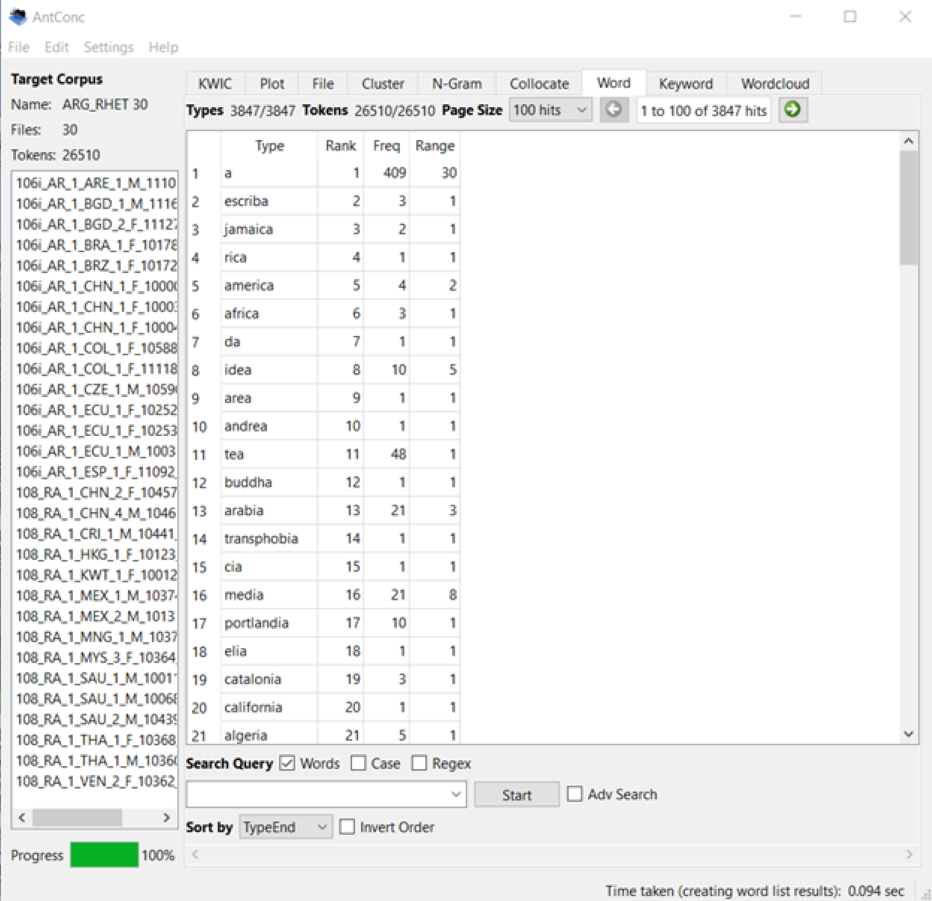 AntConc
File Edit Settings Help
Target Corpus
Name: ARG_RHET 30
Files: 30
Tokens: 26510
106i_AR_1_ARE_1_M_1110
106i_AR_1_BGD_1_M_1116
106i_AR_1_BGD_2_F_11127
106i_AR_1_BRA_1_F_10178
106i_AR_1_BRZ_1_F_10172
106i_AR_1_CHN_1_F_1000
106i_AR_1_CHN_1_F_1000
106i_AR_1_CHN_1_F_1000
106i_AR_1_COL_1_F_10588
106i_AR_1_COL_1_F_11118
106i_AR_1_CZE_1_M_1059
106i_AR_1_ECU_1_F_10252
106i_AR_1_ECU_1_F_10253
106i_AR_1_ECU_1_M_1003
106i_AR_1_ESP_1_F_11092_
108_RA_1_CHN_2_F_10457
108_RA_1_CHN_4_M_1046
108_RA_1_CRI_1_M_10441_
108_RA_1_HKG_1_F_10123_
108_RA_1_KWT_1_F_10012
108_RA_1_MEX_1_M_1037
108_RA_1_MEX_2_M_1013
108_RA_1_MNG_1_M_1037
108_RA_1_MYS_3_F_10364_
108_RA_1_SAU_1_M_1001
108_RA_1_SAU_1_M_1006
108_RA_1_SAU_2_M_1043
108_RA_1_THA_1_F_10368_
108_RA_1_THA_1_M_1036
108_RA_1_VEN_2_F_10362_
Progress 100%
KWIC Plot File Cluster N-Gram Collocate Word Keyword Wordcloud
Types 3847/3847 Tokens 26510/26510 Page Size 100 hits 1 to 100 of 3847 hits
Type Rank Freq Range
1 a 1 409 30
2 escriba 2 3 1
3 jamaica 3 2 1
4 rica 4 1 1
5 america 5 4 2
6 africa 6 3 1
7 da 7 1 1
8 idea 8 10 5
9 area 9 1 1
10 andrea 10 1 1
11 tea 11 48 1
12 buddha 12 1 1
13 arabia 13 21 3
14 transphobia 14 1 1
15 cia 15 1 1
16 media 16 21 8
17 portlandia 17 10 1
18 elia 18 1 1
19 catalonia 19 3 1
20 california 20 1 1
21 algeria 21 5 1
Search Query Words Case Regex
Start Adv Search
Sort by TypeEnd Invert Order
Time taken (creating word list results): 0.094 sec